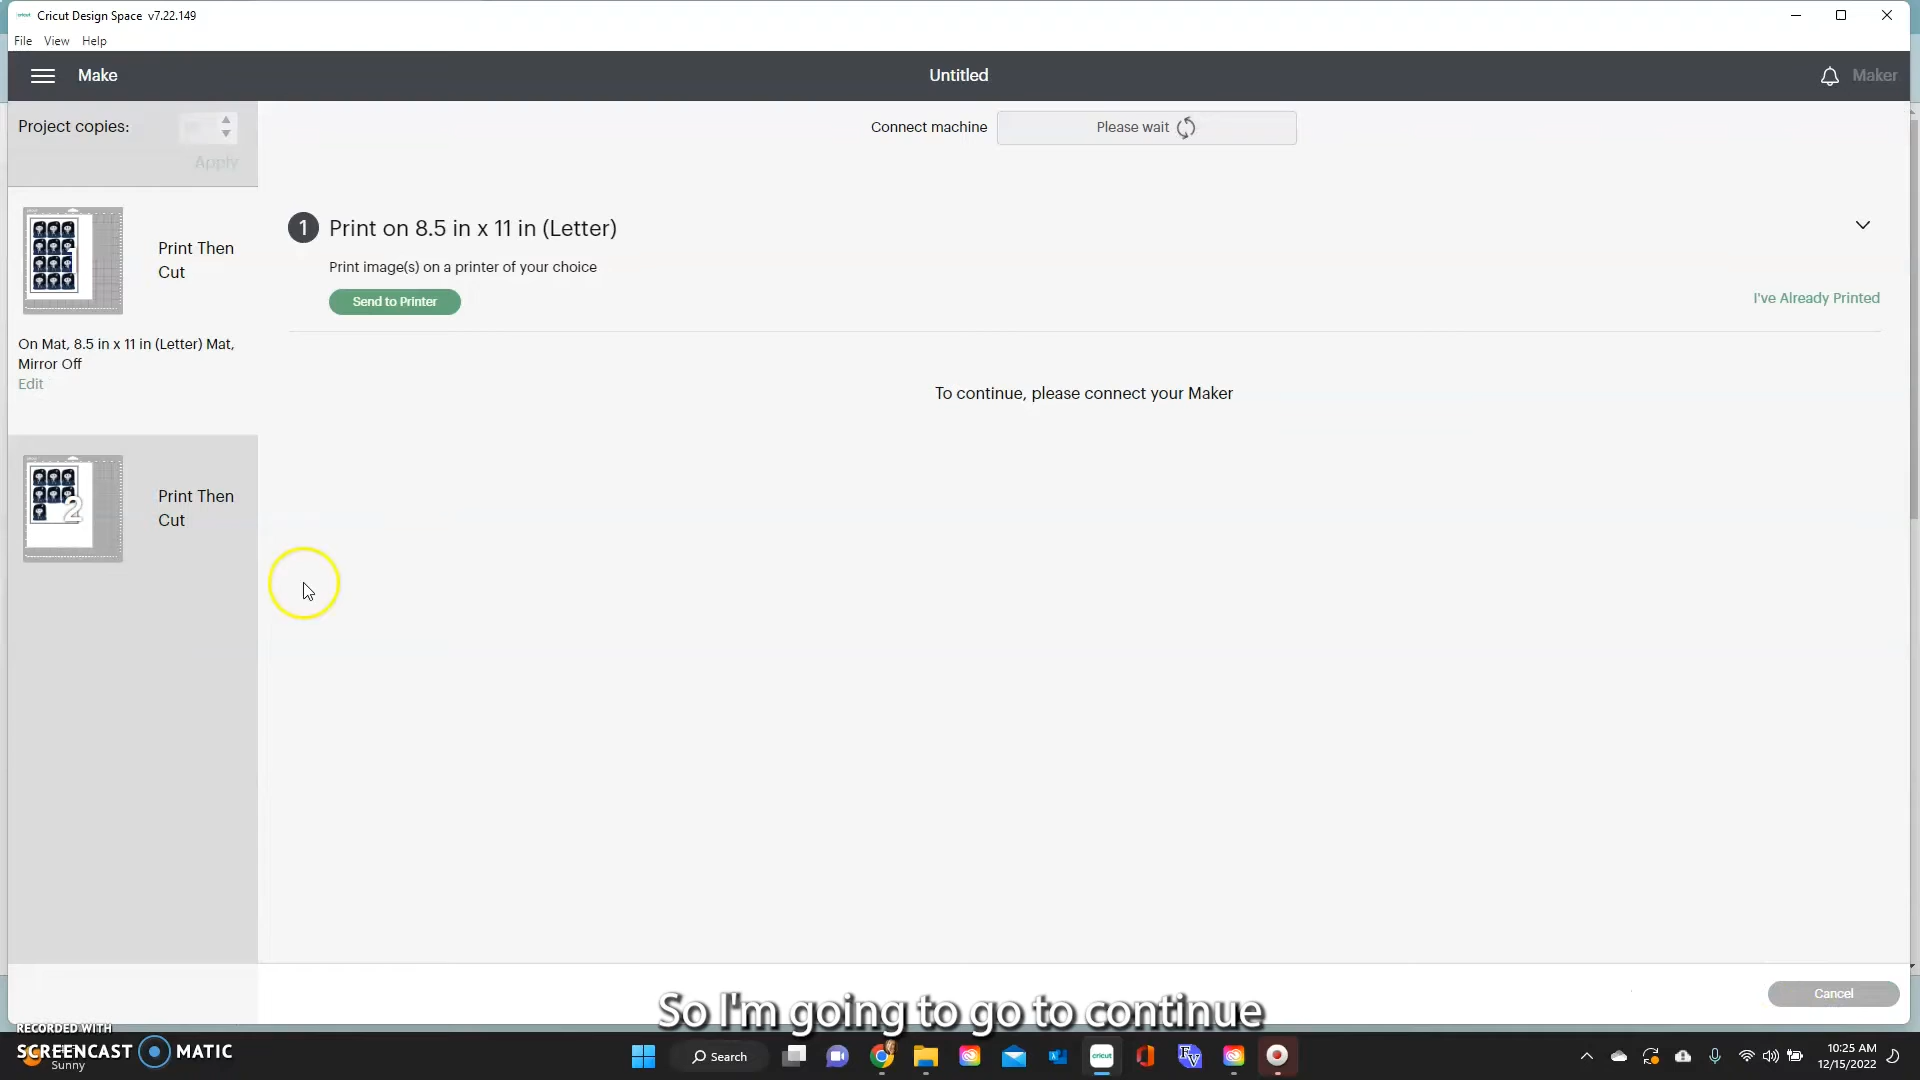 cricut Cricut Design Space v7.22.149
File View Help
Make
Untitled
Maker
Project copies:
Apply
Connect machine
Please wait
1 Print on 8.5 in x 11 in (Letter)
Print image(s) on a printer of your choice
Send to Printer
I've Already Printed
1
Print Then
Cut
On Mat, 8.5 in x 11 in (Letter) Mat,
Mirror Off
Edit
To continue, please connect your Maker
2
Print Then
Cut
Cancel
So I'm going to go to continue
RECORDED WITH
SCREENCAST MATIC
Sunny
Search
cricut
10:25 AM
12/15/2022